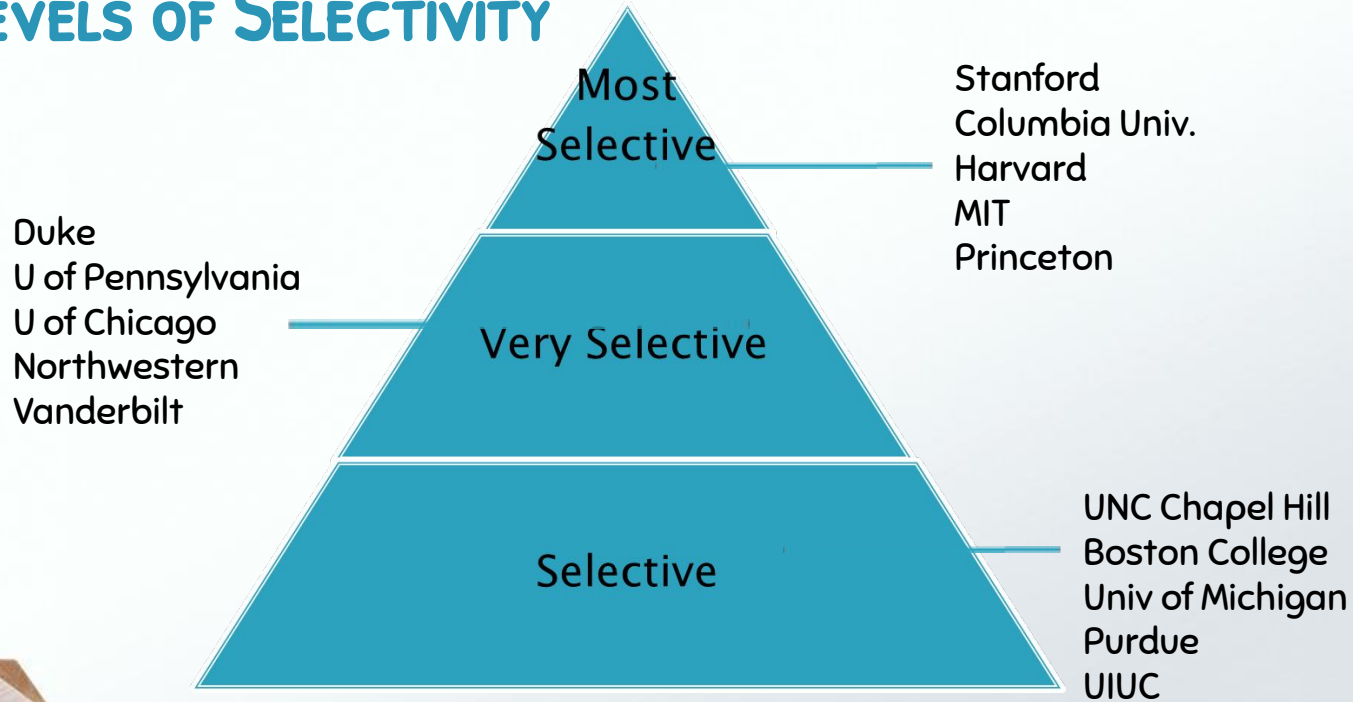 EVELS OF SELECTIVITY
Most
Selective
Stanford
Columbia Univ.
Harvard
MIT
Princeton
Duke
U of Pennsylvania
U of Chicago
Northwestern
Vanderbilt
Very Selective
Selective
UNC Chapel Hill
Boston College
Univ of Michigan
Purdue
UIUC